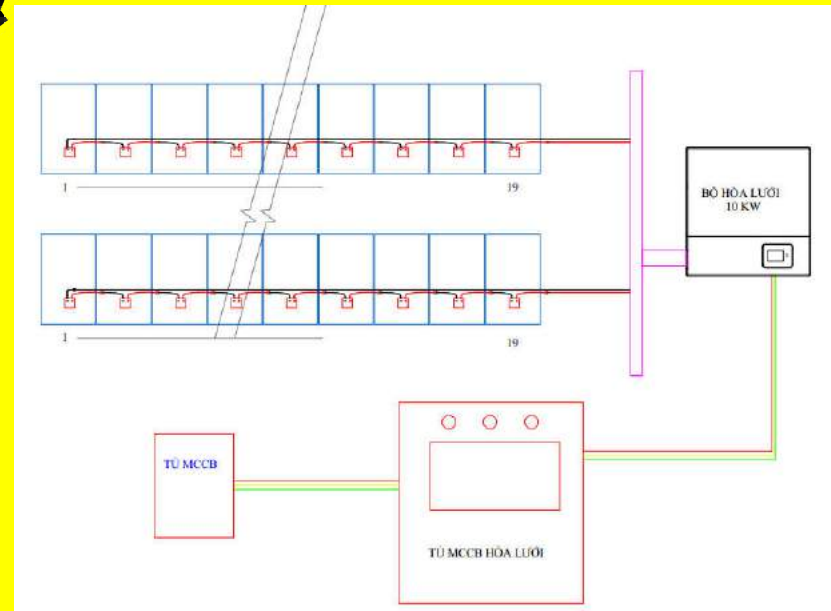 1
19
BỘ HÒA LƯỚI
10 KW
1
19
TỦ MCCB
TỦ MCCB HÒA LƯỚI